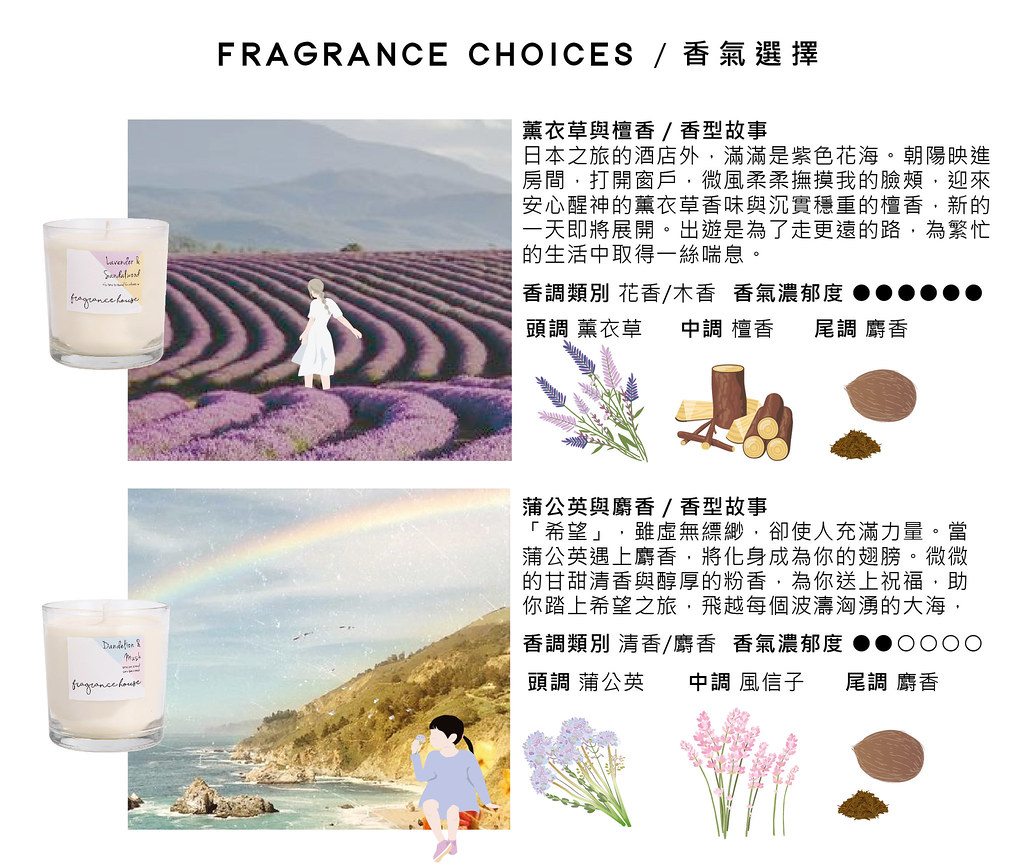 FRAGRANCE CHOICES / 香氣選擇
薰衣草與檀香 / 香型故事
日本之旅的酒店外，滿滿是紫色花海。朝陽映進
房間，打開窗戶，微風柔柔撫摸我的臉頰，迎來
安心醒神的薰衣草香味與沉實穩重的檀香，新的
一天即將展開。出遊是為了走更遠的路，為繁忙
的生活中取得一絲喘息。
香調類別 花香/木香 香氣濃郁度 ●●●●●●
頭調 薰衣草 中調 檀香 尾調 麝香
Lavender &
Sandalwood
fragrance house
蒲公英與麝香 / 香型故事
「希望」，雖虛無縹緲，卻使人充滿力量。當
蒲公英遇上麝香，將化身成為你的翅膀。微微
的甘甜清香與醇厚的粉香，為你送上祝福，助
你踏上希望之旅，飛越每個波濤洶湧的大海，
香調類別 清香/麝香 香氣濃郁度 ●●○○○○
頭調 蒲公英 中調 風信子 尾調 麝香
Dandelion &
Musk
fragrance house